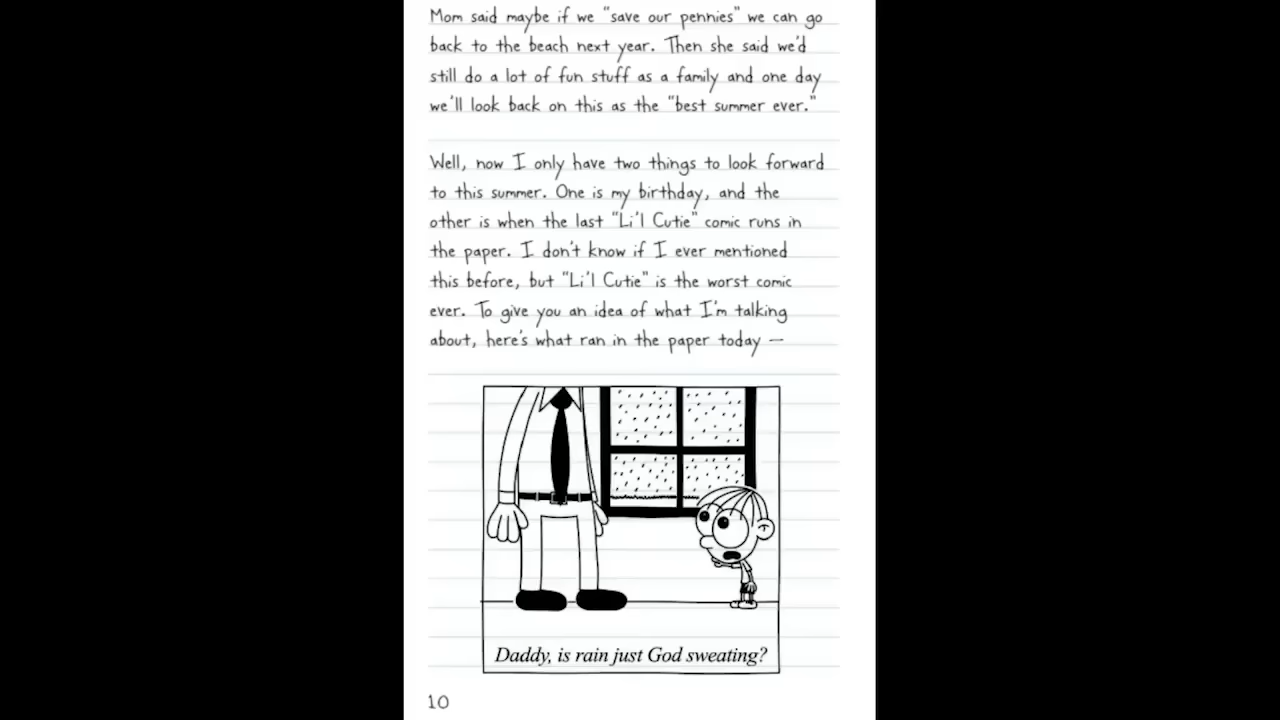 Mom said maybe if we "save our pennies" we can go
back to the beach next year. Then she said we'd
still do a lot of fun stuff as a family and one day
we'll look back on this as the "best summer ever."
Well, now I only have two things to look forward
to this summer. One is my birthday, and the
other is when the last "Li'l Cutie" comic runs in
the paper. I don't know if I ever mentioned
this before, but "Li'l Cutie" is the worst comic
ever. To give you an idea of what I'm talking
about, here's what ran in the paper today —
Daddy, is rain just God sweating?
10